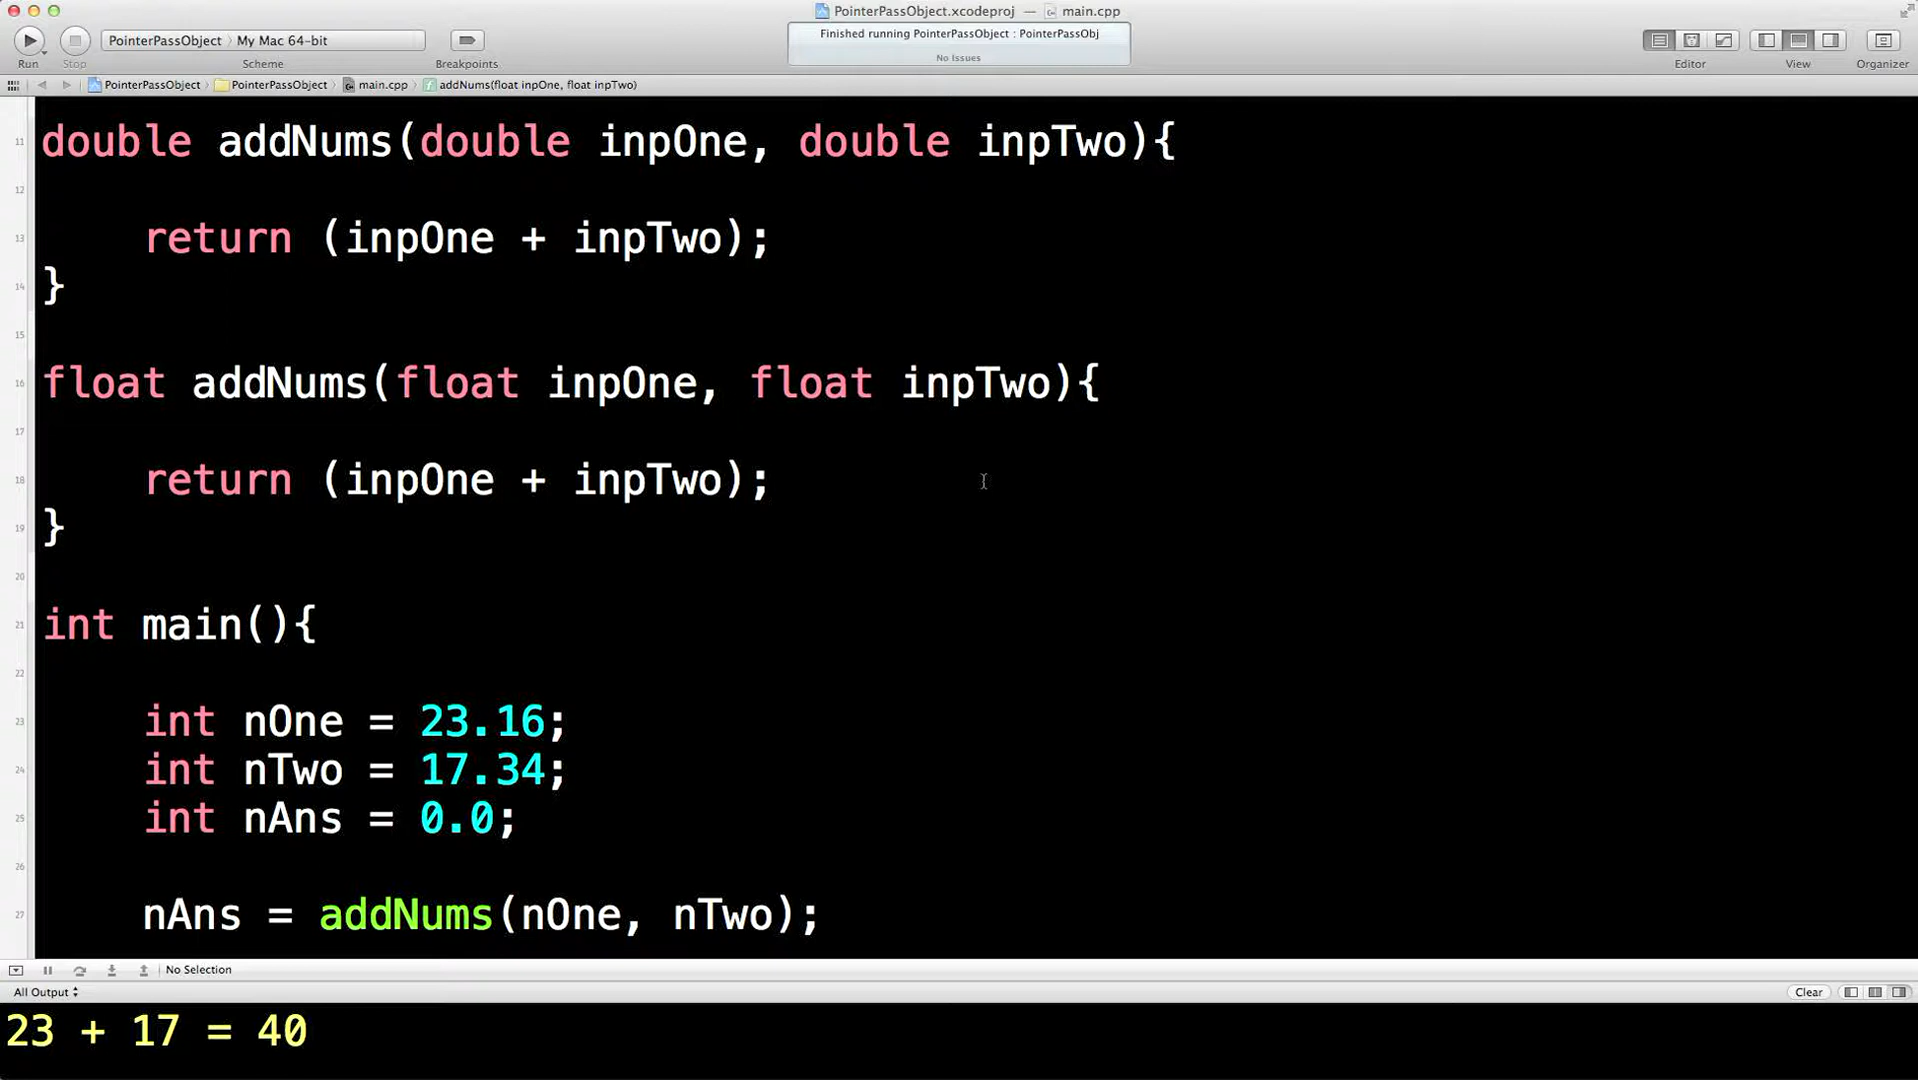 PointerPassObject.xcodeproj — main.cpp
Finished running PointerPassObject : PointerPassObj
No Issues
PointerPassObject My Mac 64-bit
Run Stop Scheme Breakpoints Editor View Organizer
PointerPassObject PointerPassObject main.cpp addNums(float inpOne, float inpTwo)
11 double addNums(double inpOne, double inpTwo){
12
13 return (inpOne + inpTwo);
14 }
15
16 float addNums(float inpOne, float inpTwo){
17
18 return (inpOne + inpTwo);
19 }
20
21 int main(){
22
23 int nOne = 23.16;
24 int nTwo = 17.34;
25 int nAns = 0.0;
26
27 nAns = addNums(nOne, nTwo);
No Selection
All Output Clear
23 + 17 = 40